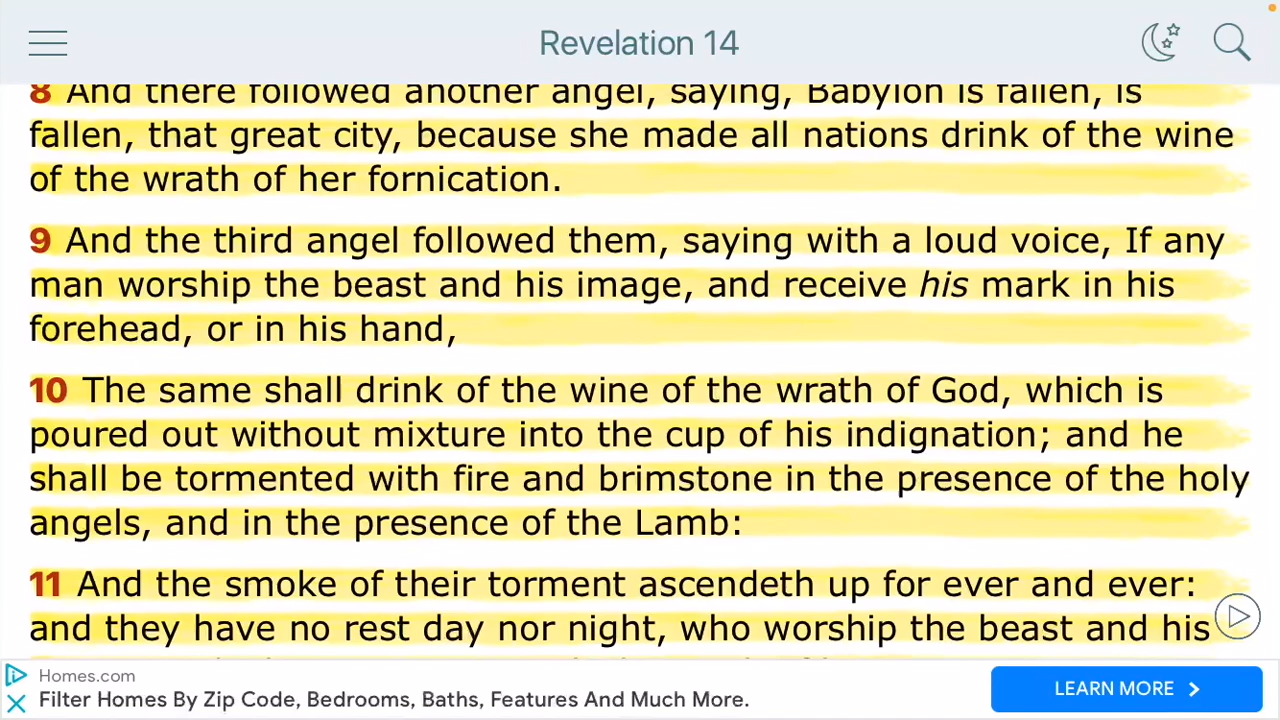 Revelation 14
8 And there followed another angel, saying, Babylon is fallen, is
fallen, that great city, because she made all nations drink of the wine
of the wrath of her fornication.
9 And the third angel followed them, saying with a loud voice, If any
man worship the beast and his image, and receive his mark in his
forehead, or in his hand,
10 The same shall drink of the wine of the wrath of God, which is
poured out without mixture into the cup of his indignation; and he
shall be tormented with fire and brimstone in the presence of the holy
angels, and in the presence of the Lamb:
11 And the smoke of their torment ascendeth up for ever and ever:
and they have no rest day nor night, who worship the beast and his
Homes.com
Filter Homes By Zip Code, Bedrooms, Baths, Features And Much More.
LEARN MORE